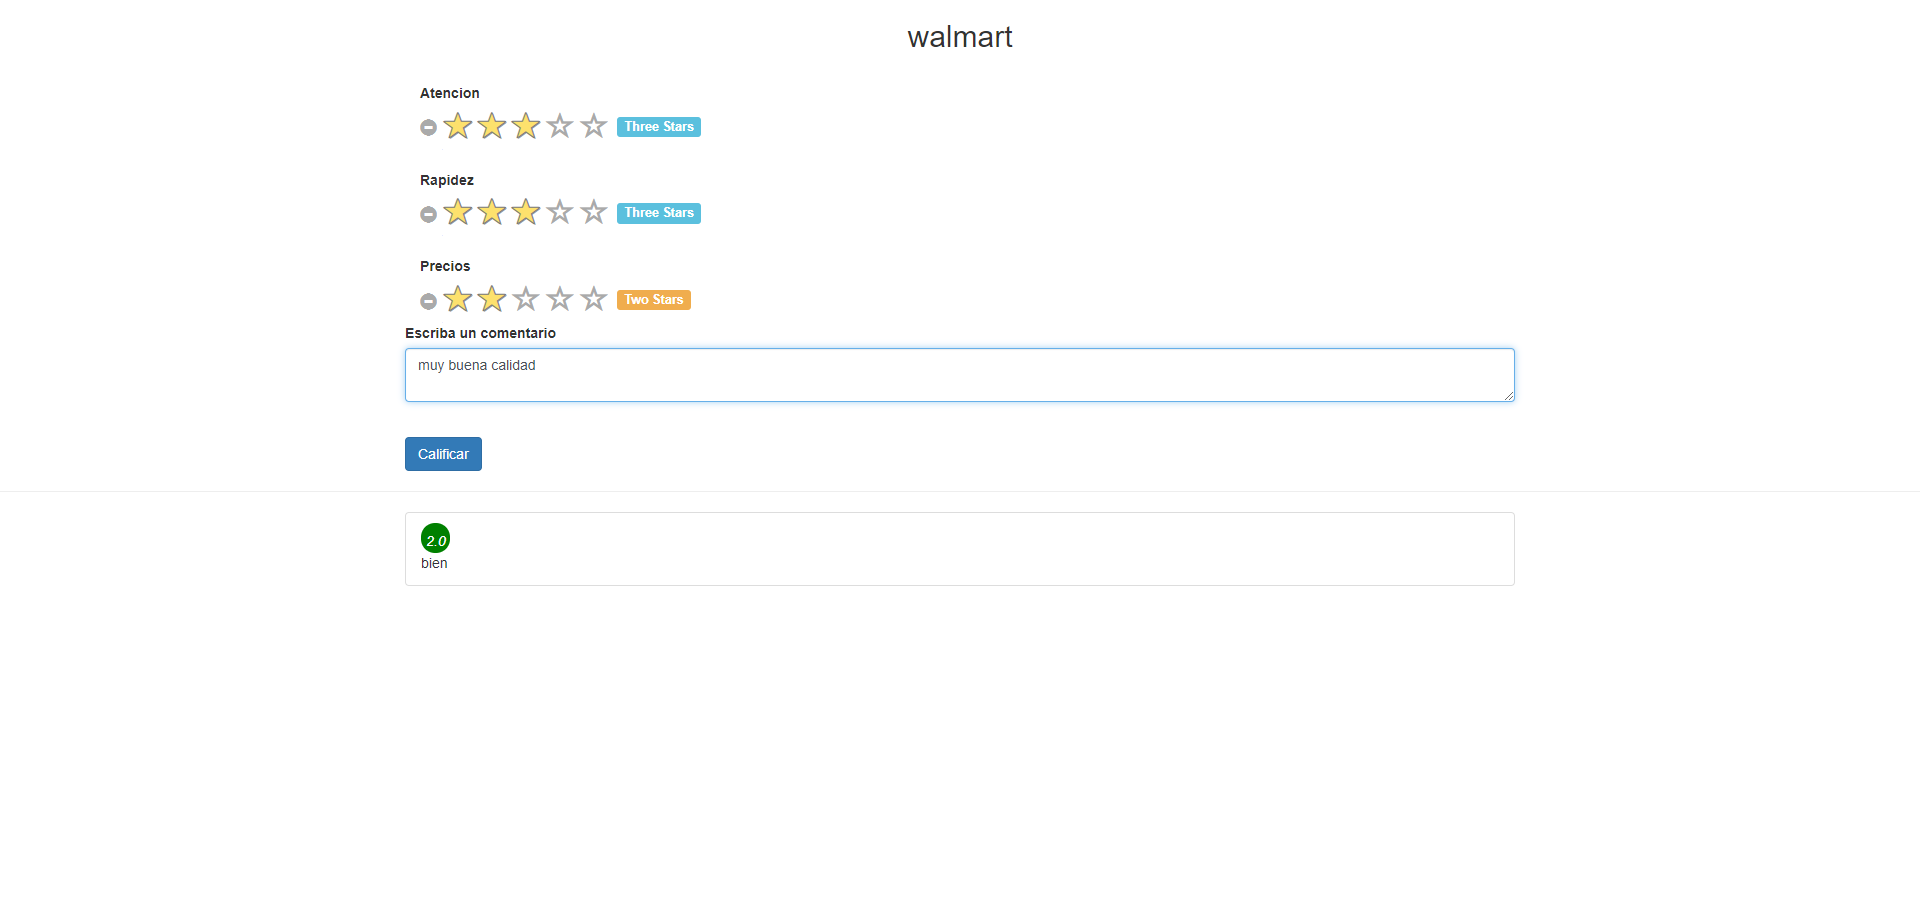 walmart
Atencion
Three Stars
Rapidez
Three Stars
Precios
Two Stars
Escriba un comentario
muy buena calidad
Calificar
2.0
bien